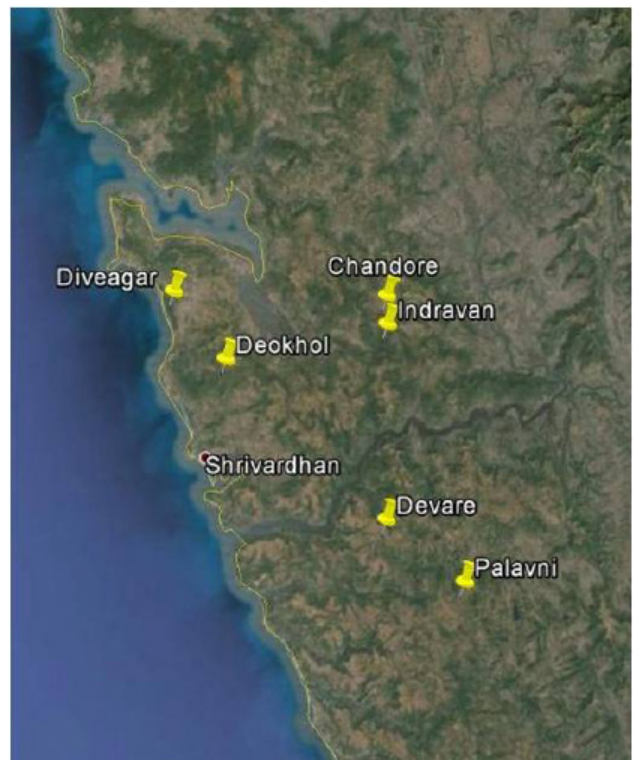 Chandore
Diveagar
Indravan
Deokhol
Shrivardhan
Devare
Palavni